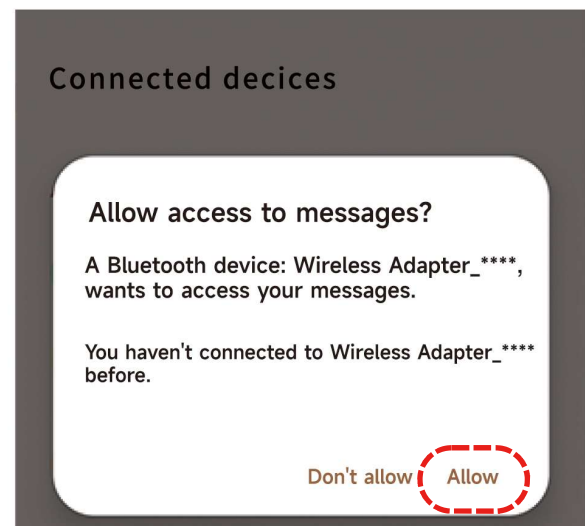 Connected decices
Allow access to messages?
A Bluetooth device: Wireless Adapter_****,
wants to access your messages.
You haven't connected to Wireless Adapter_****
before.
Don't allow Allow